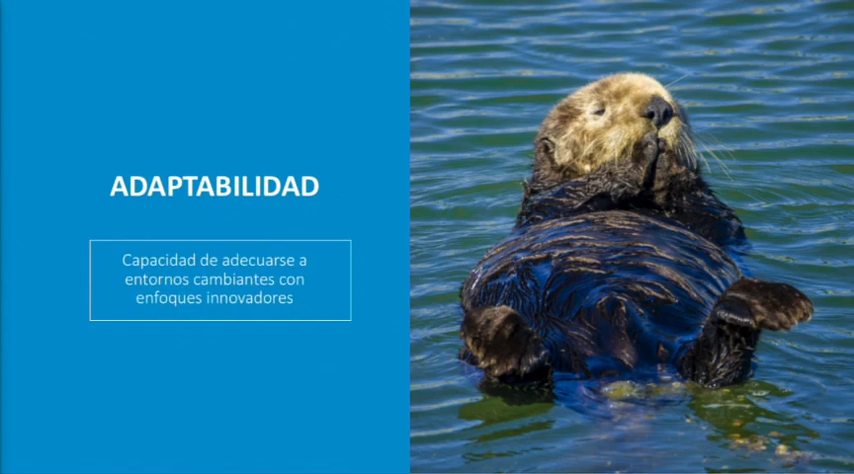 ADAPTABILIDAD
Capacidad de adecuarse a
entornos cambiantes con
enfoques innovadores